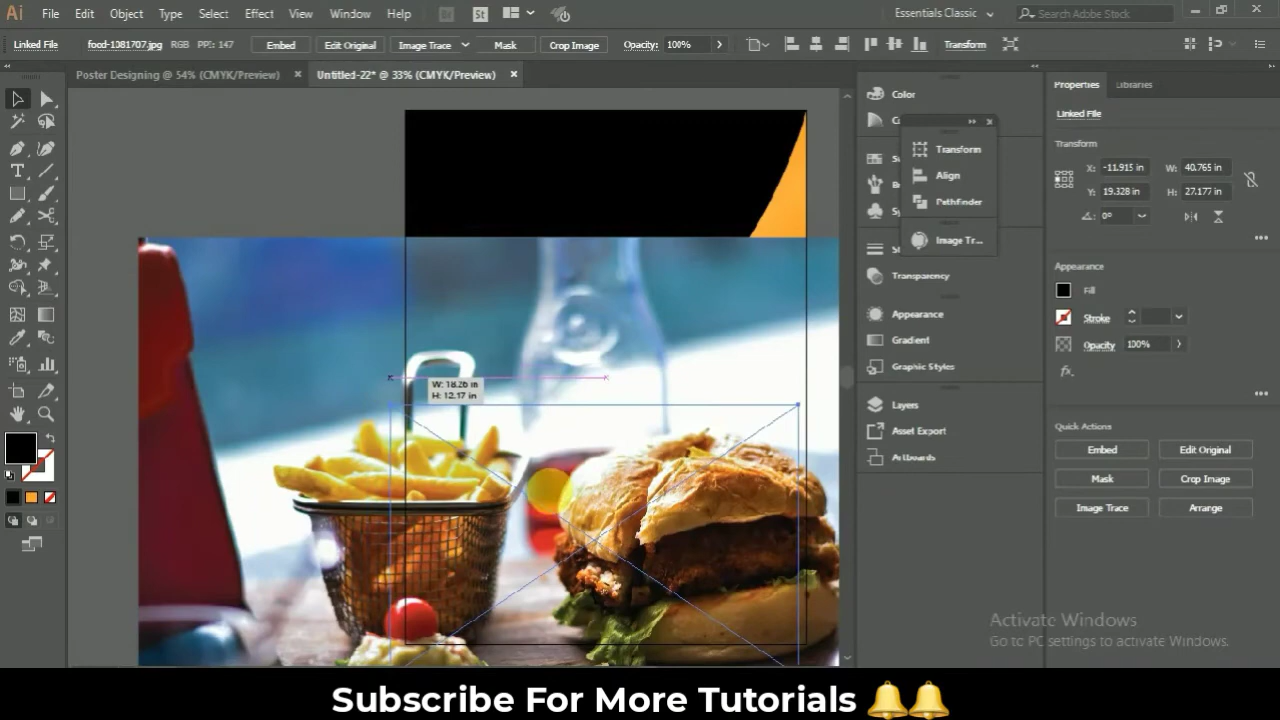 Ai File Edit Object Type Select Effect View Window Help Br St Essentials Classic Search Adobe Stock
Linked File food-1081707.jpg RGB PPI: 147 Embed Edit Original Image Trace Mask Crop Image Opacity: 100% Transform
Poster Designing @ 54% (CMYK/Preview) × Untitled-22* @ 33% (CMYK/Preview) ×
Color
Transform
Align
Pathfinder
Image Tr...
Transparency
Appearance
Gradient
Graphic Styles
Layers
Asset Export
Artboards
W: 18.26 in
H: 12.17 in
Properties Libraries
Linked File
Transform
X: -11.915 in W: 40.765 in
Y: 19.328 in H: 27.177 in
0°
Appearance
Fill
Stroke
Opacity 100%
fx.
Quick Actions
Embed Edit Original
Mask Crop Image
Image Trace Arrange
Activate Windows
Go to PC settings to activate Windows.
Subscribe For More Tutorials